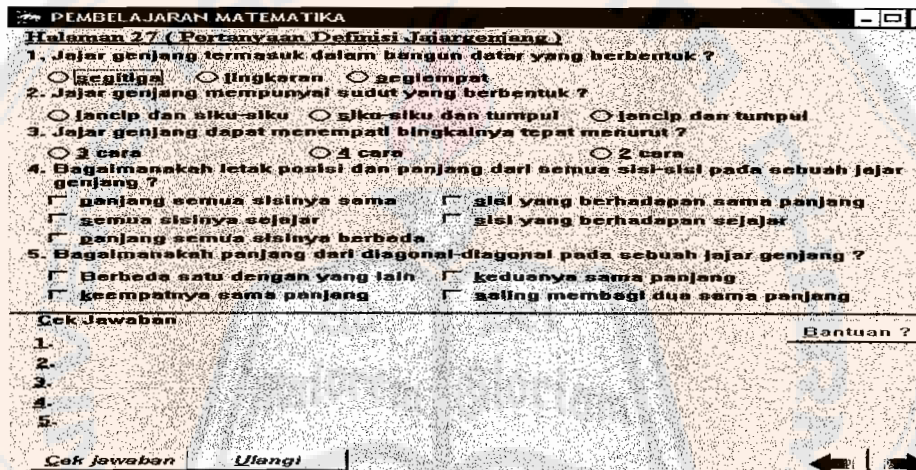 PEMBELAJARAN MATEMATIKA
Halaman 27 ( Pertanyaan Definisi Jajargenjang )
1. Jajar genjang termasuk dalam bangun datar yang berbentuk ?
segitiga lingkaran segiempat
2. Jajar genjang mempunyai sudut yang berbentuk ?
lancip dan siku-siku siku-siku dan tumpul lancip dan tumpul
3. Jajar genjang dapat menempati bingkainya tepat menurut ?
3 cara 4 cara 2 cara
4. Bagaimanakah letak posisi dan panjang dari semua sisi-sisi pada sebuah jajar
genjang ?
panjang semua sisinya sama sisi yang berhadapan sama panjang
semua sisinya sejajar sisi yang berhadapan sejajar
panjang semua sisinya berbeda
5. Bagaimanakah panjang dari diagonal-diagonal pada sebuah jajar genjang ?
Berbeda satu dengan yang lain keduanya sama panjang
keempatnya sama panjang saling membagi dua sama panjang
Cek Jawaban
Bantuan ?
1.
2.
3.
4.
5.
Cek jawaban Ulangi